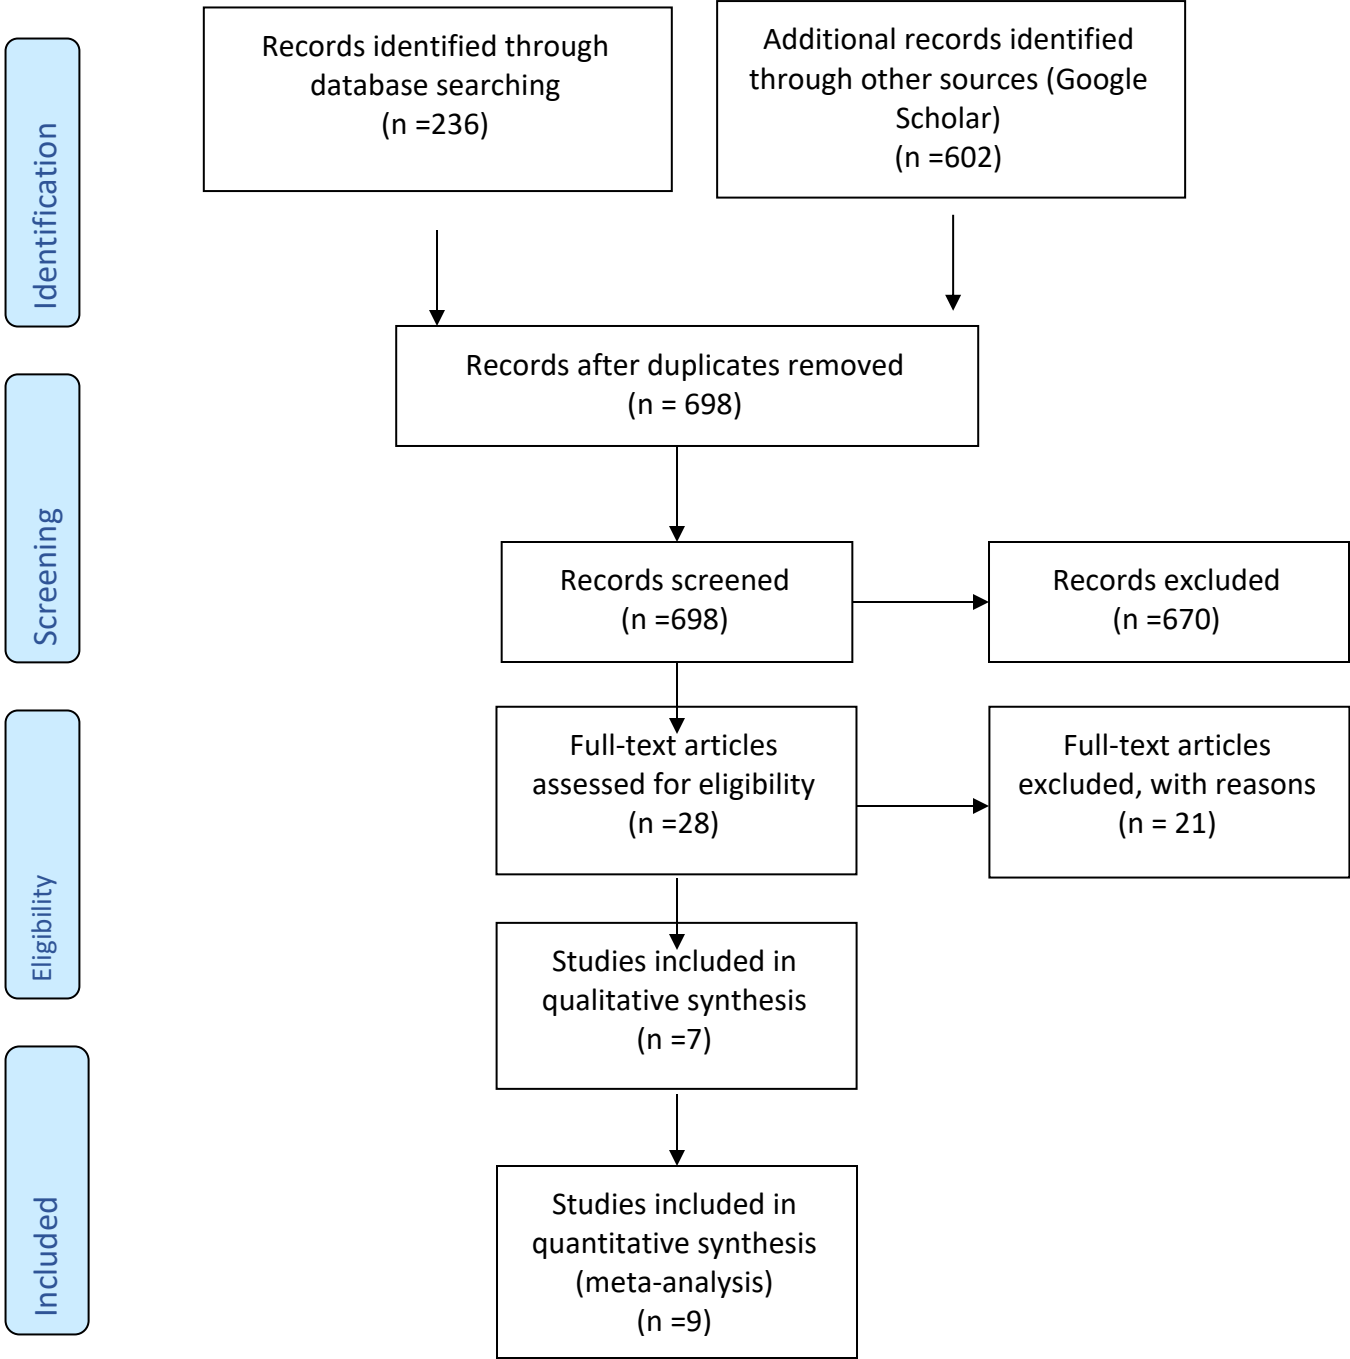 Identification
Records identified through
database searching
(n =236)
Additional records identified
through other sources (Google
Scholar)
(n =602)
Records after duplicates removed
(n = 698)
Screening
Records screened
(n =698)
Records excluded
(n =670)
Eligibility
Full-text articles
assessed for eligibility
(n =28)
Full-text articles
excluded, with reasons
(n = 21)
Studies included in
qualitative synthesis
(n =7)
Included
Studies included in
quantitative synthesis
(meta-analysis)
(n =9)